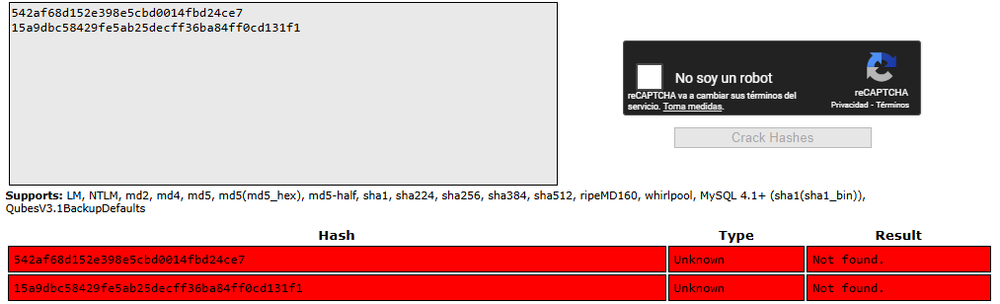 542af68d152e398e5cbd0014fbd24ce7
15a9dbc58429fe5ab25decff36ba84ff0cd131f1
No soy un robot
reCAPTCHA va a cambiar sus términos del
servicio. Toma medidas.
reCAPTCHA
Privacidad - Términos
Crack Hashes
Supports: LM, NTLM, md2, md4, md5, md5(md5_hex), md5-half, sha1, sha224, sha256, sha384, sha512, ripeMD160, whirlpool, MySQL 4.1+ (sha1(sha1_bin)),
QubesV3.1BackupDefaults
Hash Type Result
542af68d152e398e5cbd0014fbd24ce7 Unknown Not found.
15a9dbc58429fe5ab25decff36ba84ff0cd131f1 Unknown Not found.